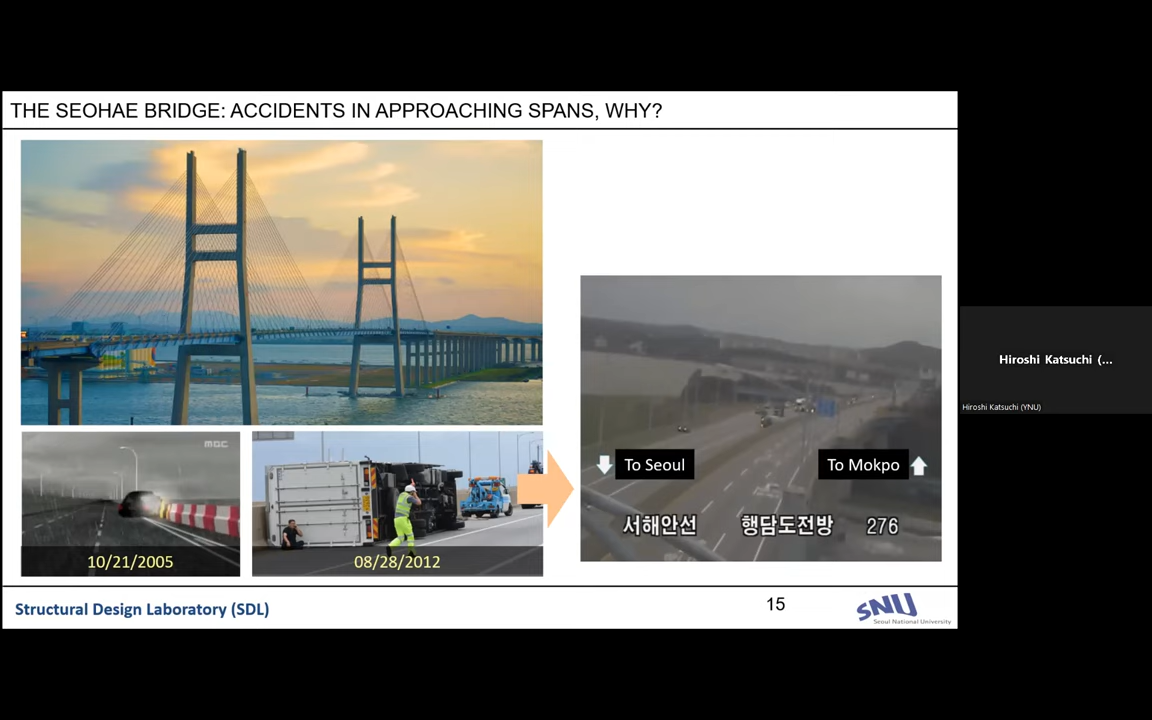 THE SEOHAE BRIDGE: ACCIDENTS IN APPROACHING SPANS, WHY?
mbc
10/21/2005
08/28/2012
To Seoul
To Mokpo
서해안선 행담도전방 276
Hiroshi Katsuchi (...
Hiroshi Katsuchi (YNU)
Structural Design Laboratory (SDL)
15
SNU
Seoul National University